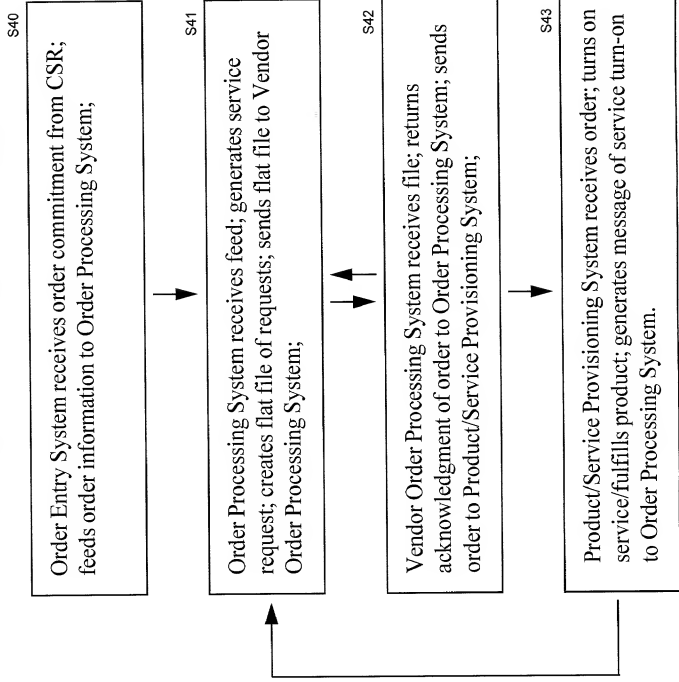 S40
Order Entry System receives order commitment from CSR;
feeds order information to Order Processing System;
S41
Order Processing System receives feed; generates service
request; creates flat file of requests; sends flat file to Vendor
Order Processing System;
S42
Vendor Order Processing System receives file; returns
acknowledgment of order to Order Processing System; sends
order to Product/Service Provisioning System;
S43
Product/Service Provisioning System receives order; turns on
service/fulfills product; generates message of service turn-on
to Order Processing System.